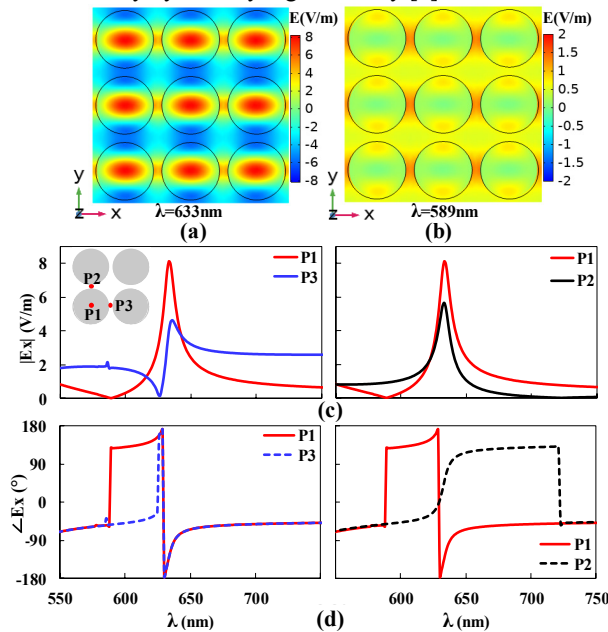 E(V/m) E(V/m)
8 2
6 1.5
4 1
2 0.5
0 0
-2 -0.5
-4 -1
-6 -1.5
-8 -2
y z x λ=633nm y z x λ=589nm
(a) (b)
|Ex| (V/m)
8
6
4
2
0
P2
P1 P3
P1
P3
P1
P2
(c)
∠Ex (°)
180
90
0
-90
-180
P1
P3
P1
P2
550 600 650 700 550 600 650 700 750
λ (nm) (d) λ (nm)